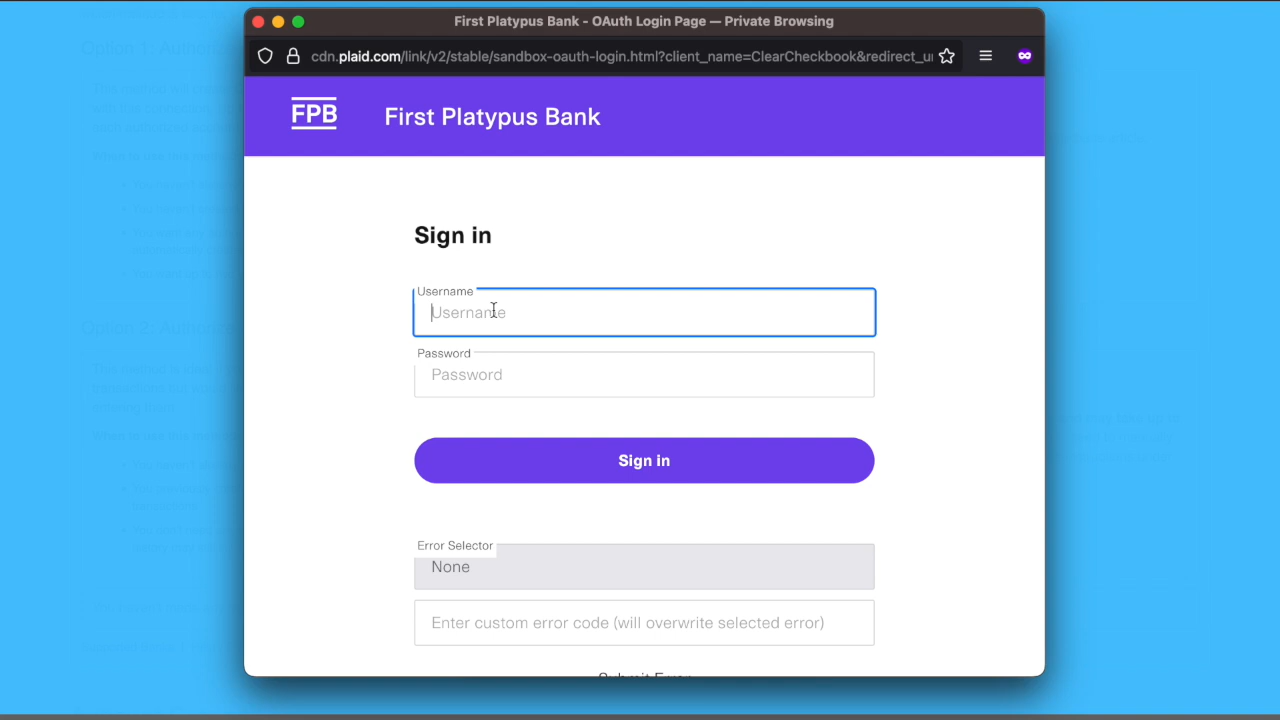 First Platypus Bank - OAuth Login Page — Private Browsing
cdn.plaid.com/link/v2/stable/sandbox-oauth-login.html?client_name=ClearCheckbook&redirect_u
FPB
First Platypus Bank
Sign in
Username
Username
Password
Password
Sign in
Error Selector
None
Enter custom error code (will overwrite selected error)
Submit Error